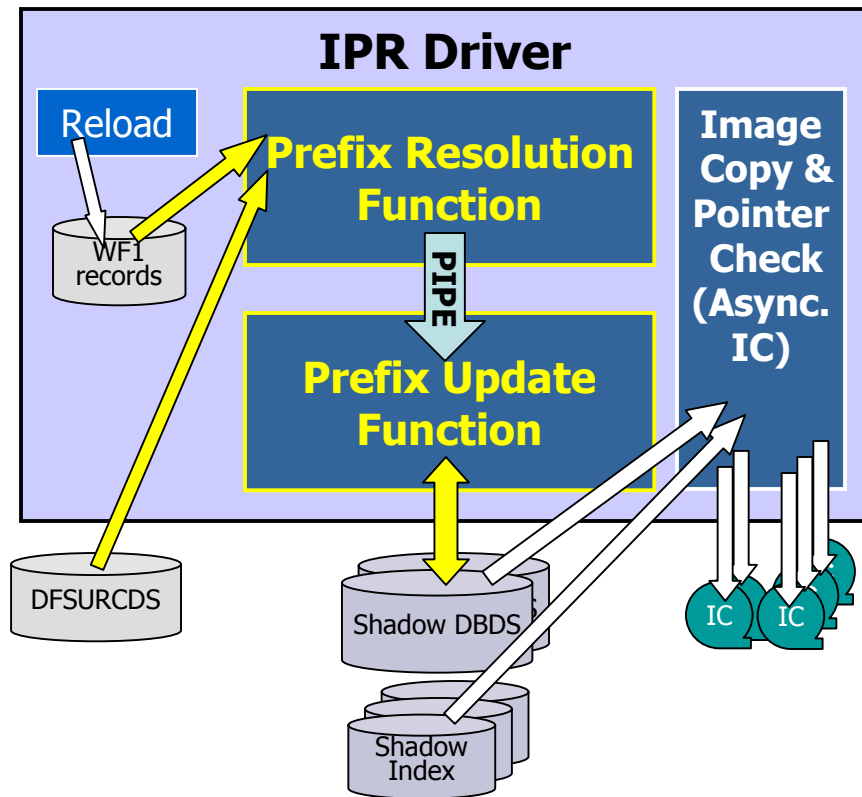 IPR Driver
Reload
WF1
records
Prefix Resolution
Function
PIPE
Prefix Update
Function
Image
Copy &
Pointer
Check
(Async.
IC)
DFSURCDS
Shadow DBDS
Shadow
Index
IC
IC